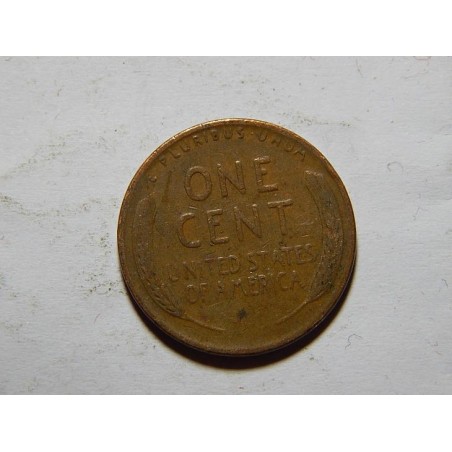 E PLURIBUS UNUM
ONE
CENT
UNITED STATES
OF AMERICA